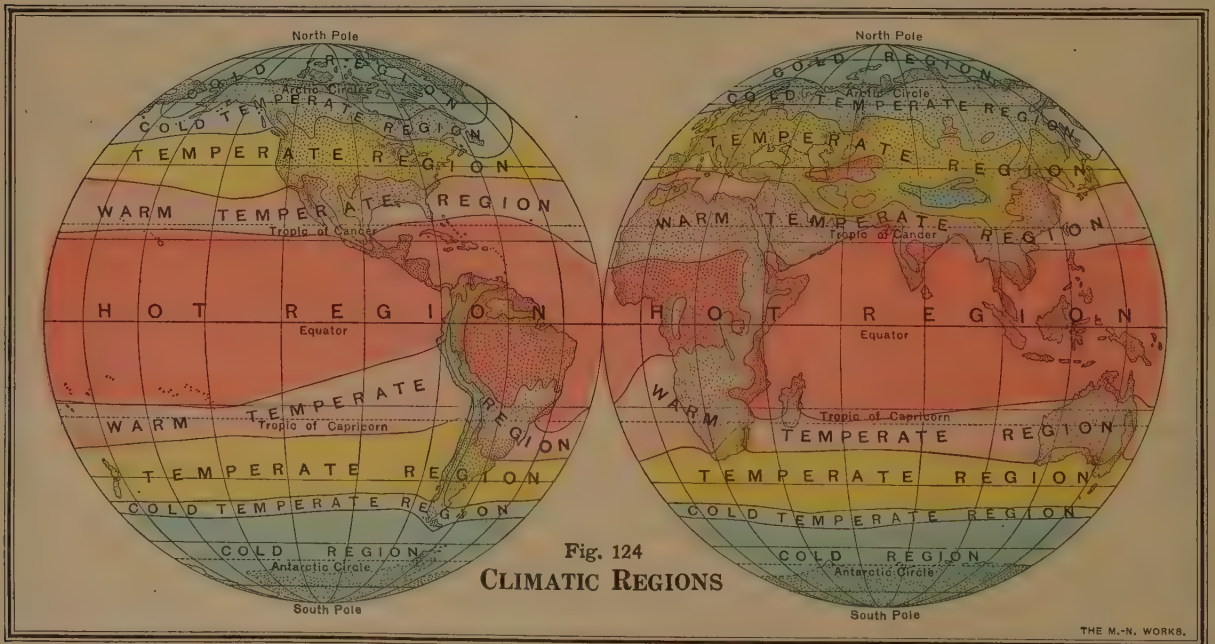 North Pole
COLD REGION
Arctic Circle
COLD TEMPERATE REGION
TEMPERATE REGION
WARM TEMPERATE REGION
Tropic of Cancer
HOT REGION
Equator
WARM TEMPERATE REGION
Tropic of Capricorn
TEMPERATE REGION
COLD TEMPERATE REGION
COLD REGION
Antarctic Circle
South Pole
North Pole
COLD REGION
Arctic Circle
COLD TEMPERATE REGION
TEMPERATE REGION
WARM TEMPERATE REGION
Tropic of Cancer
HOT REGION
Equator
WARM TEMPERATE REGION
Tropic of Capricorn
TEMPERATE REGION
COLD TEMPERATE REGION
COLD REGION
Antarctic Circle
South Pole
Fig. 124
CLIMATIC REGIONS
THE M.-N. WORKS.